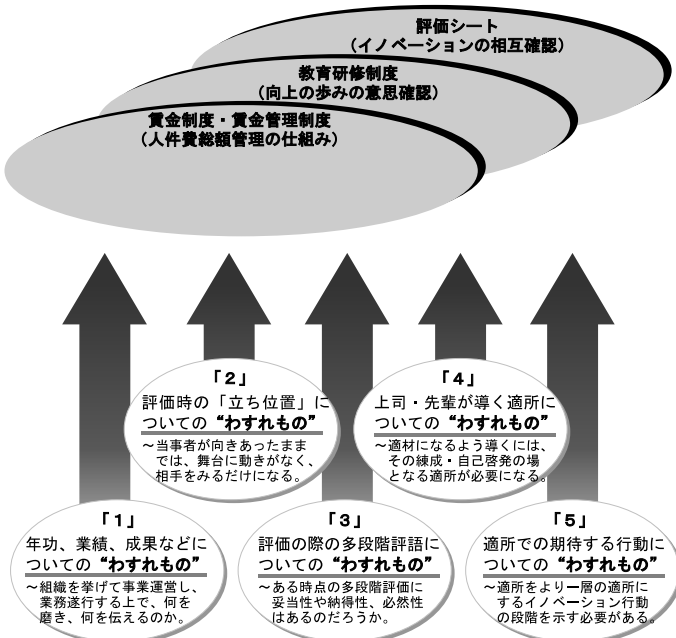 評価シート
(イノベーションの相互確認)
教育研修制度
(向上の歩みの意思確認)
賃金制度・賃金管理制度
(人件費総額管理の仕組み)
「2」
評価時の「立ち位置」に
ついての“わすれもの”
～当事者が向きあったまま
では、舞台に動きがなく、
相手をみるだけになる。
「4」
上司・先輩が導く適所に
ついての“わすれもの”
～適材になるよう導くには、
その練成・自己啓発の場
となる適所が必要になる。
「1」
年功、業績、成果などに
ついての“わすれもの”
～組織を挙げて事業運営し、
業務遂行する上で、何を
磨き、何を伝えるのか。
「3」
評価の際の多段階評語に
ついての“わすれもの”
～ある時点の多段階評価に
妥当性や納得性、必然性
はあるのだろうか。
「5」
適所での期待する行動に
ついての“わすれもの”
～適所をより一層の適所に
するイノベーション行動
の段階を示す必要がある。